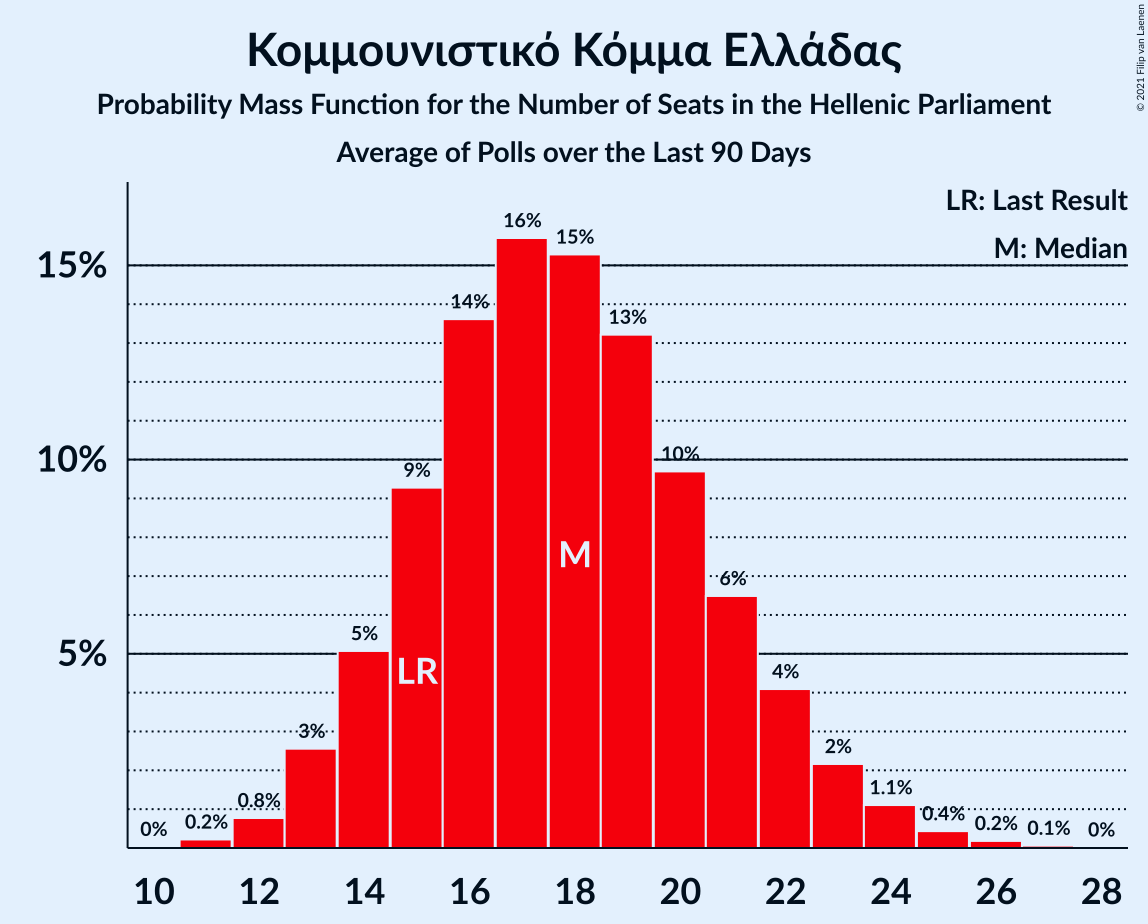 Κομμουνιστικό Κόμμα Ελλάδας
Probability Mass Function for the Number of Seats in the Hellenic Parliament
Average of Polls over the Last 90 Days
© 2021 Filip van Laenen
LR: Last Result
M: Median
15%
10%
5%
0%
0.2%
0.8%
3%
5%
9%
14%
16%
15%
13%
10%
6%
4%
2%
1.1%
0.4%
0.2%
0.1%
0%
LR
M
10 12 14 16 18 20 22 24 26 28